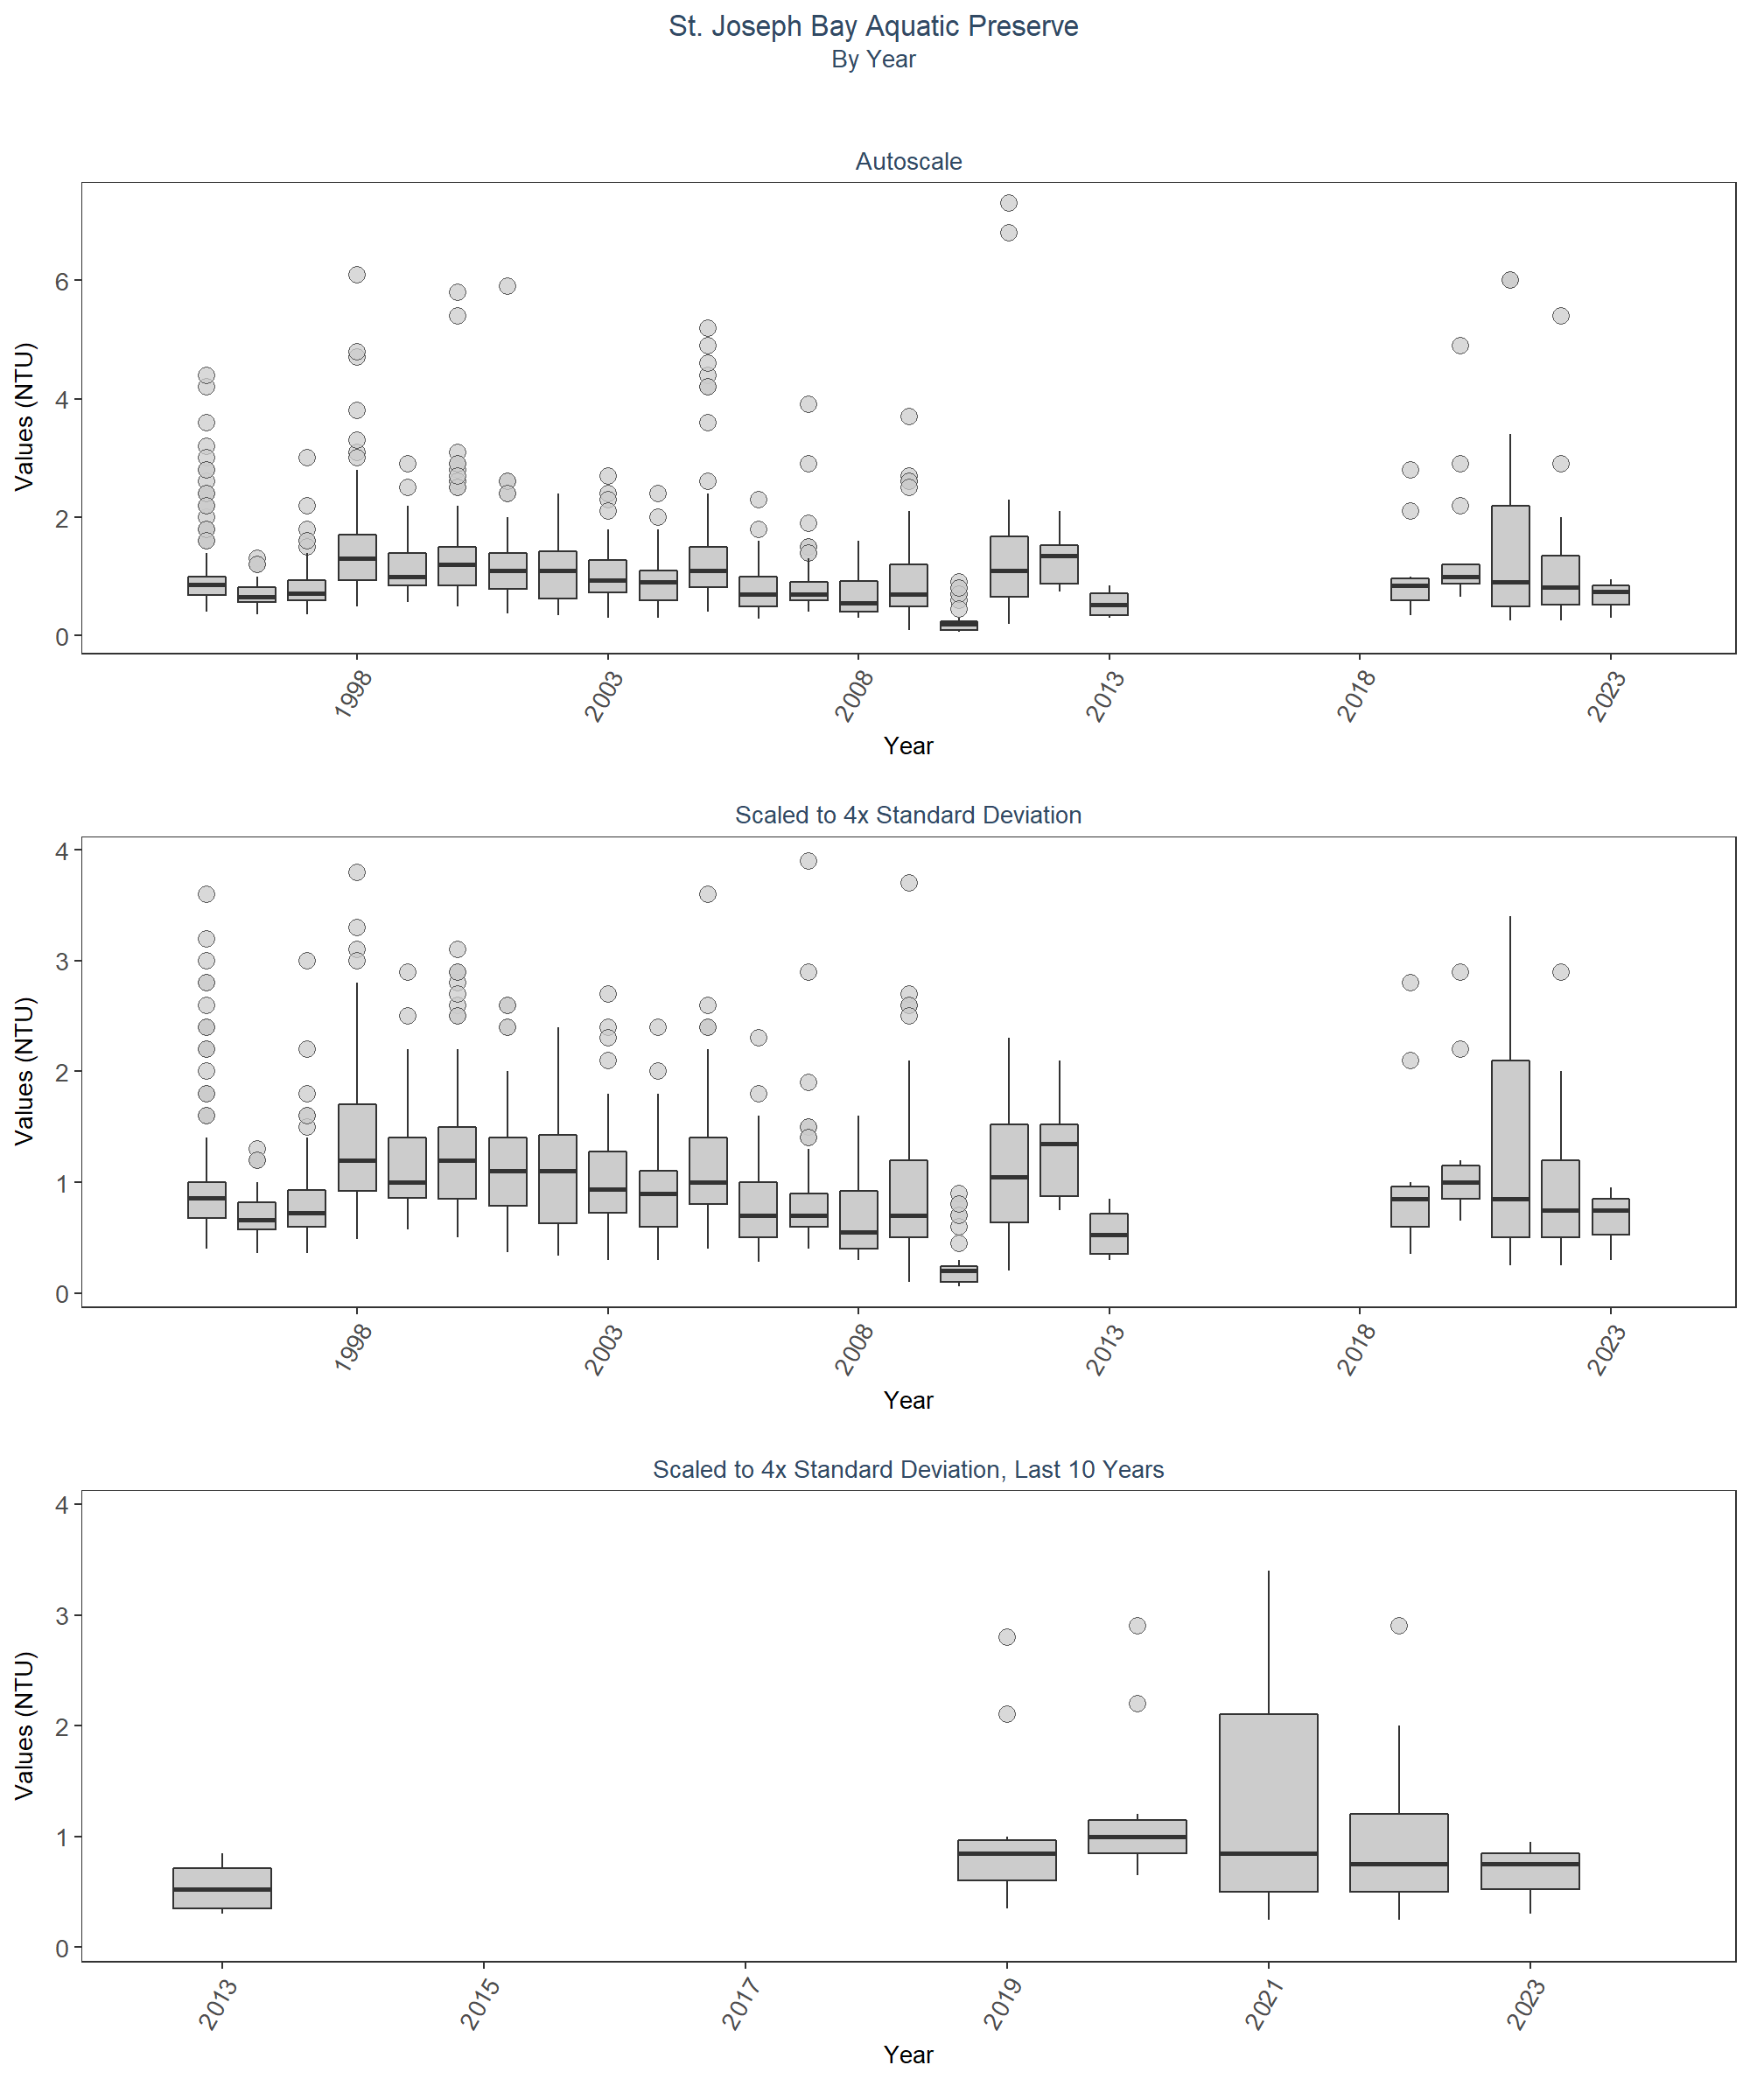 St. Joseph Bay Aquatic Preserve
By Year
Autoscale
Values (NTU)
6
4
2
0
1998
2003
2008
2013
2018
2023
Year
Scaled to 4x Standard Deviation
Values (NTU)
4
3
2
1
0
1998
2003
2008
2013
2018
2023
Year
Scaled to 4x Standard Deviation, Last 10 Years
Values (NTU)
4
3
2
1
0
2013
2015
2017
2019
2021
2023
Year